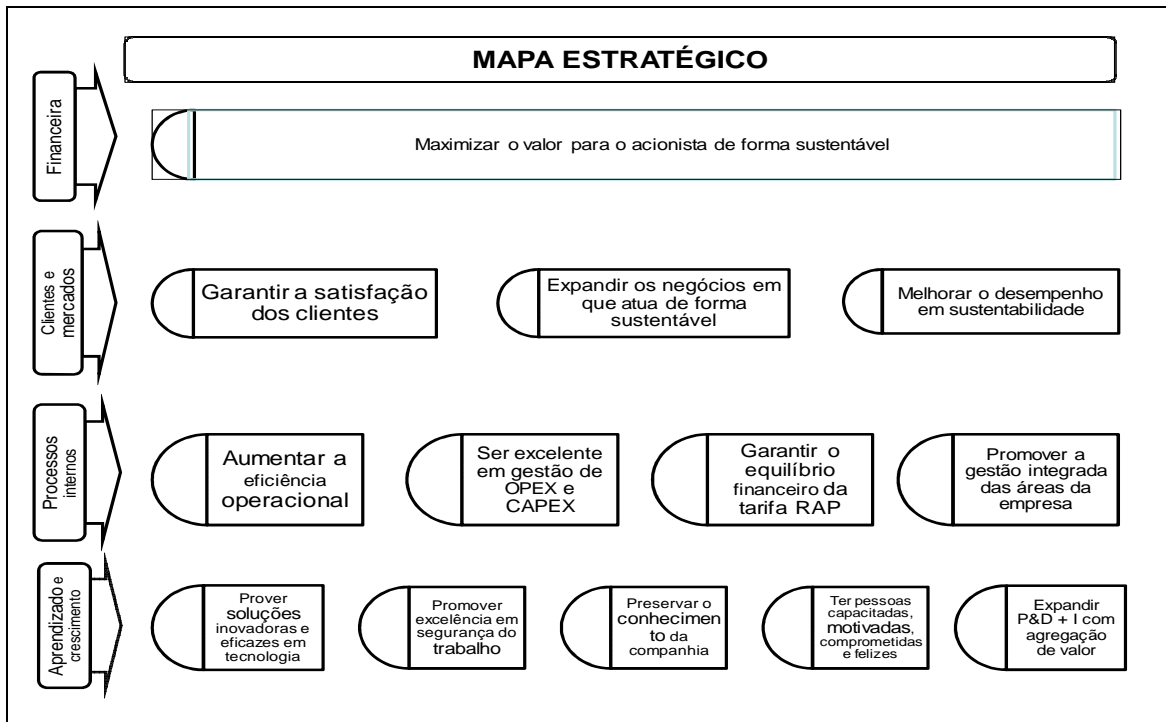 MAPA ESTRATÉGICO
Financeira
Maximizar o valor para o acionista de forma sustentável
Clientes e
mercados
Garantir a satisfação
dos clientes
Expandir os negócios em
que atua de forma
sustentável
Melhorar o desempenho
em sustentabilidade
Processos
internos
Aumentar a
eficiência
operacional
Ser excelente
em gestão de
OPEX e
CAPEX
Garantir o
equilíbrio
financeiro da
tarifa RAP
Promover a
gestão integrada
das áreas da
empresa
Aprendizado e
crescimento
Prover
soluções
inovadoras e
eficazes em
tecnologia
Promover
excelência em
segurança do
trabalho
Preservar o
conhecimen
to da
companhia
Ter pessoas
capacitadas,
motivadas,
comprometidas
e felizes
Expandir
P&D + I com
agregação
de valor